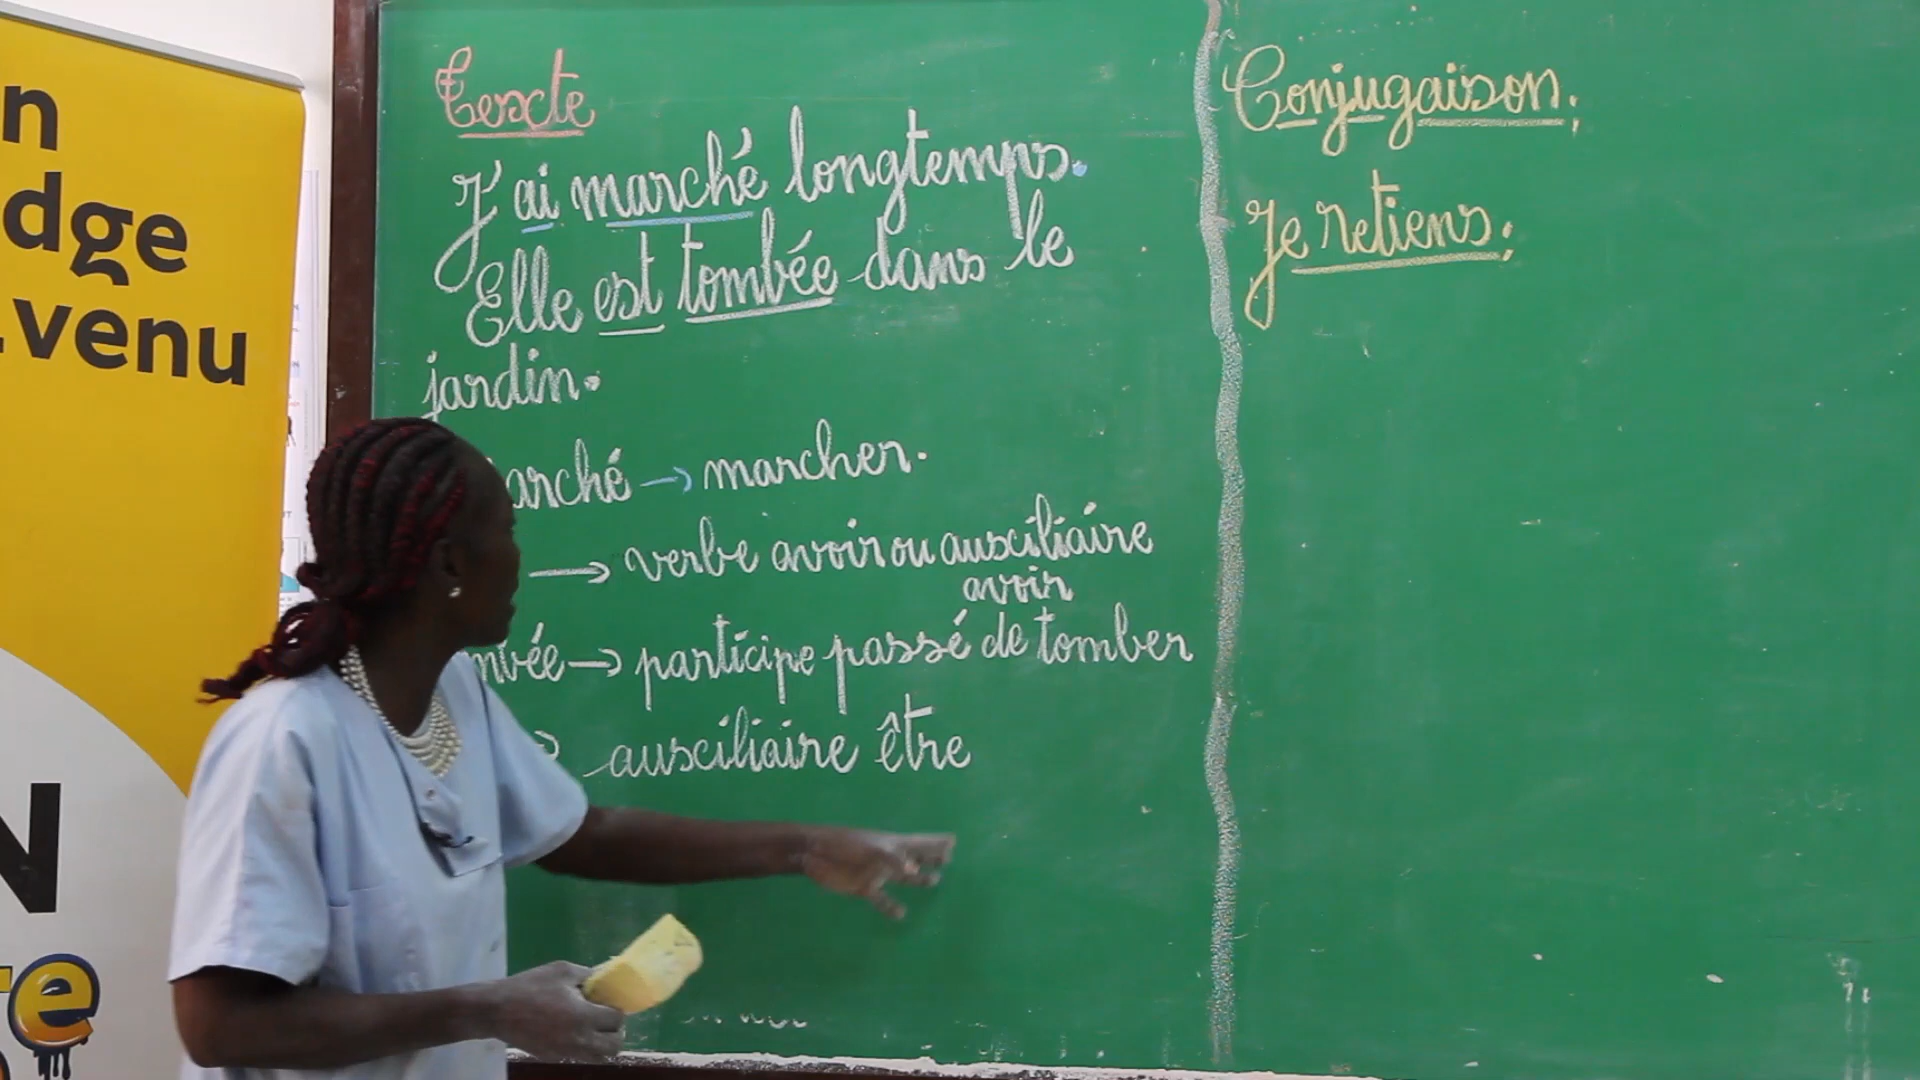 n
dge
.venu
N
e
Texte
J'ai marché longtemps.
Elle est tombée dans le
jardin.
arché → marcher.
→ verbe avoir ou auxiliaire
avoir
mbée → participe passé de tomber
→ auxiliaire être
Conjugaison :
Je retiens :